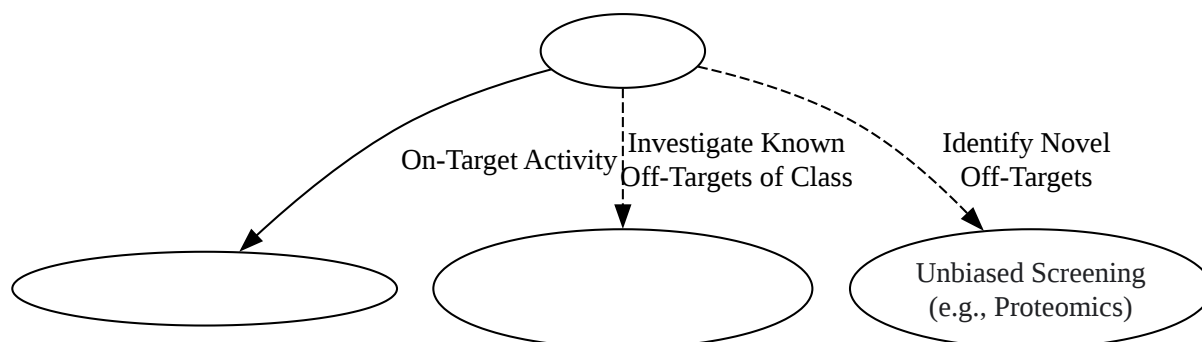 On-Target Activity
Investigate Known
Off-Targets of Class
Identify Novel
Off-Targets
Unbiased Screening
(e.g., Proteomics)